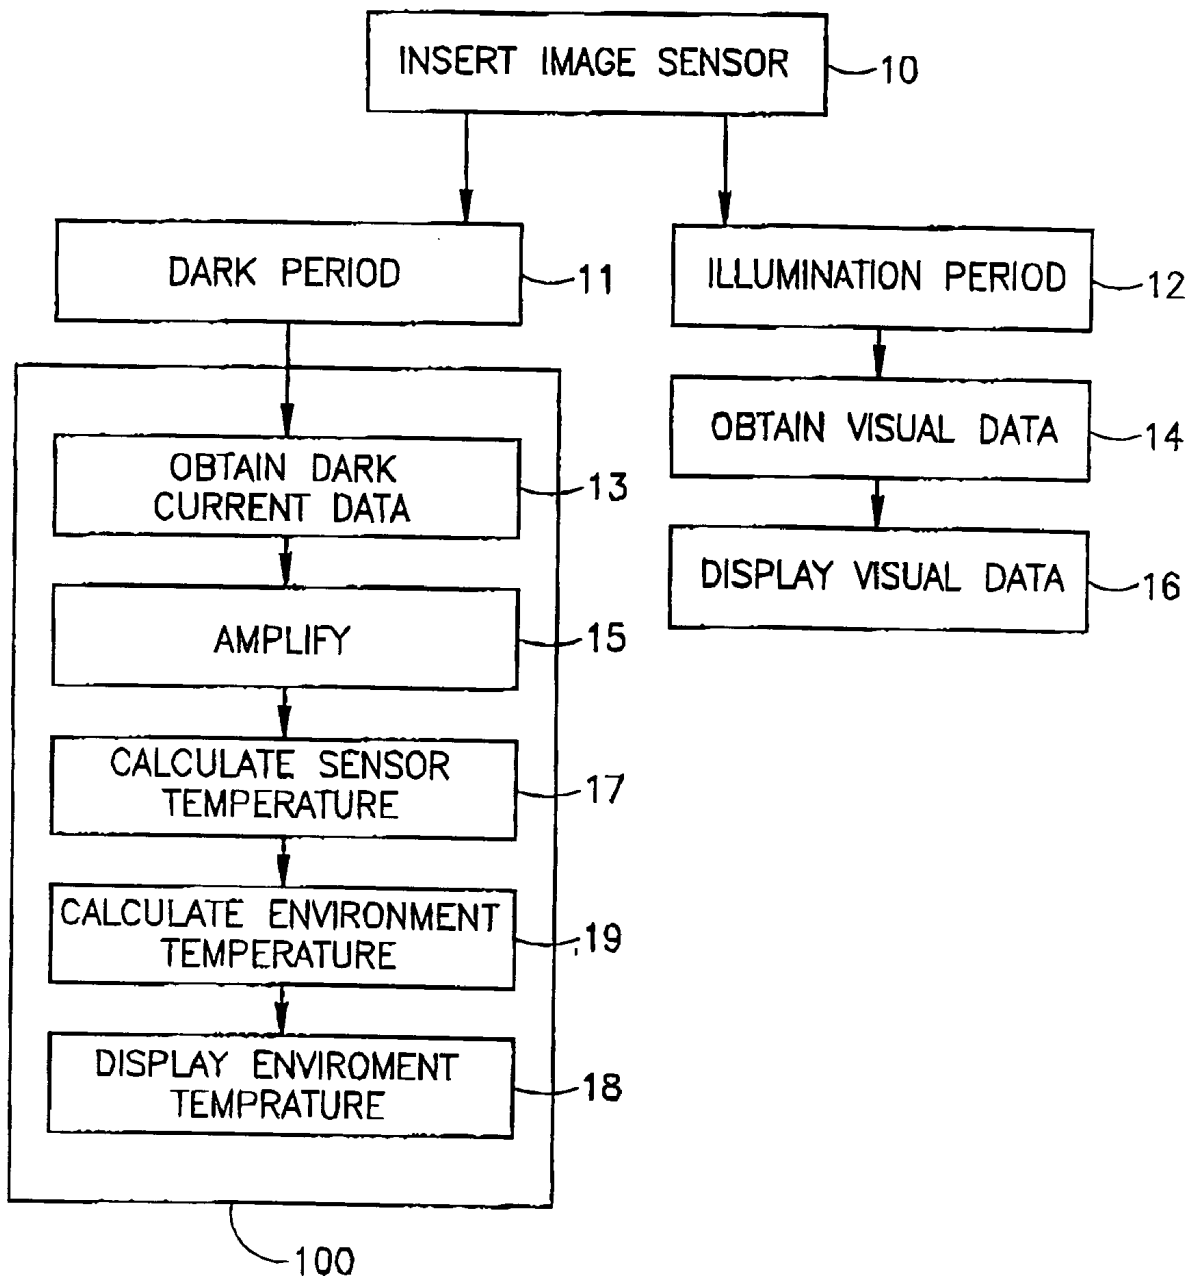 INSERT IMAGE SENSOR
10
DARK PERIOD
11
ILLUMINATION PERIOD
12
OBTAIN DARK
CURRENT DATA
13
OBTAIN VISUAL DATA
14
AMPLIFY
15
DISPLAY VISUAL DATA
16
CALCULATE SENSOR
TEMPERATURE
17
CALCULATE ENVIRONMENT
TEMPERATURE
19
DISPLAY ENVIROMENT
TEMPRATURE
18
100